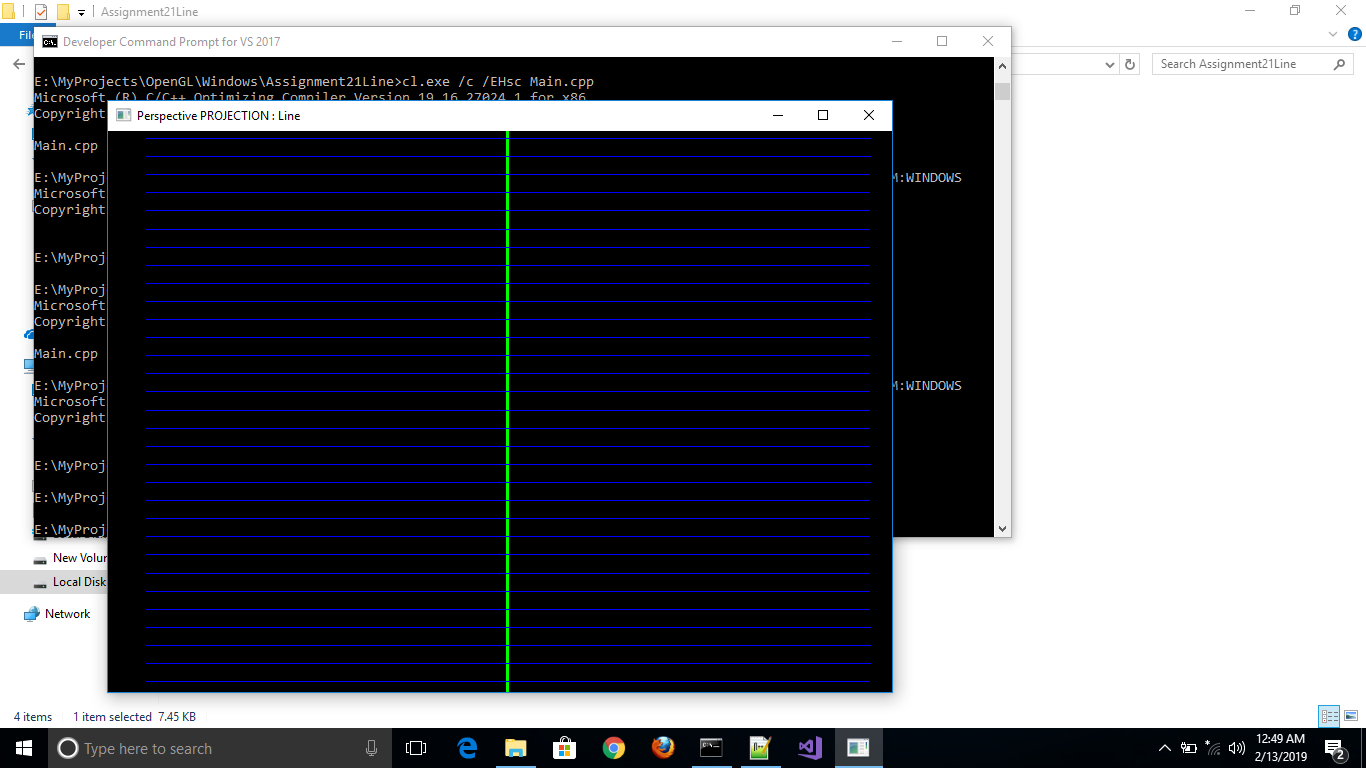 Assignment21Line
File
Developer Command Prompt for VS 2017
Search Assignment21Line
E:\MyProjects\OpenGL\Windows\Assignment21Line>cl.exe /c /EHsc Main.cpp
Microsoft (R) C/C++ Optimizing Compiler Version 19.16.27024.1 for x86
Copyright
Perspective PROJECTION : Line
Main.cpp
E:\MyProj M:WINDOWS
Microsoft
Copyright
E:\MyProj
E:\MyProj
Microsoft
Copyright
Main.cpp
E:\MyProj M:WINDOWS
Microsoft
Copyright
E:\MyProj
E:\MyProj
E:\MyProj
New Volum
Local Disk
Network
4 items 1 item selected 7.45 KB
Type here to search
12:49 AM
2/13/2019
2